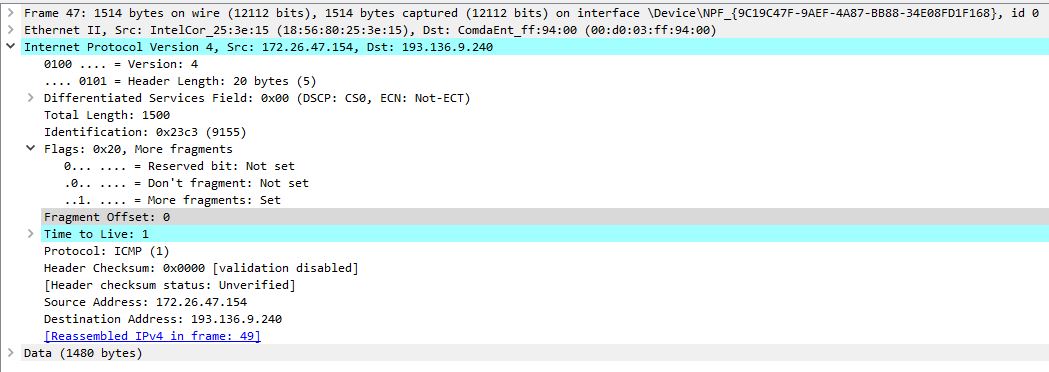 Frame 47: 1514 bytes on wire (12112 bits), 1514 bytes captured (12112 bits) on interface \Device\NPF_{9C19C47F-9AEF-4A87-BB88-34E08FD1F168}, id 0
Ethernet II, Src: IntelCor_25:3e:15 (18:56:80:25:3e:15), Dst: ComdaEnt_ff:94:00 (00:d0:03:ff:94:00)
Internet Protocol Version 4, Src: 172.26.47.154, Dst: 193.136.9.240
0100 .... = Version: 4
.... 0101 = Header Length: 20 bytes (5)
Differentiated Services Field: 0x00 (DSCP: CS0, ECN: Not-ECT)
Total Length: 1500
Identification: 0x23c3 (9155)
Flags: 0x20, More fragments
0... .... = Reserved bit: Not set
.0.. .... = Don't fragment: Not set
..1. .... = More fragments: Set
Fragment Offset: 0
Time to Live: 1
Protocol: ICMP (1)
Header Checksum: 0x0000 [validation disabled]
[Header checksum status: Unverified]
Source Address: 172.26.47.154
Destination Address: 193.136.9.240
[Reassembled IPv4 in frame: 49]
Data (1480 bytes)